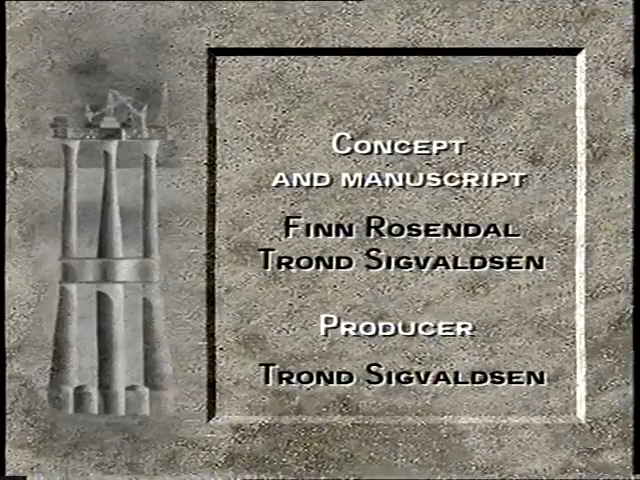 Concept
and manuscript
Finn Rosendal
Trond Sigvaldsen
Producer
Trond Sigvaldsen